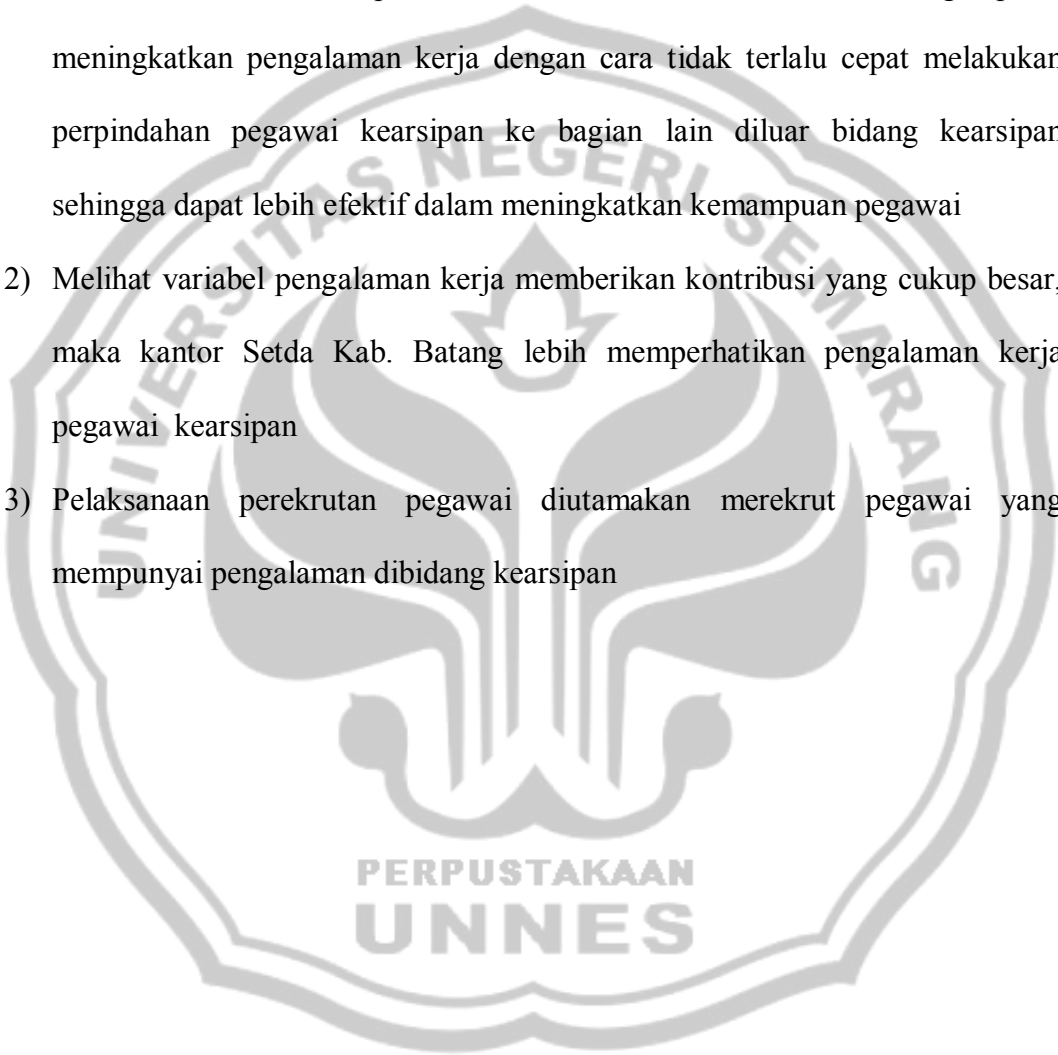 meningkatkan pengalaman kerja dengan cara tidak terlalu cepat melakukan
perpindahan pegawai kearsipan ke bagian lain diluar bidang kearsipan
sehingga dapat lebih efektif dalam meningkatkan kemampuan pegawai
2) Melihat variabel pengalaman kerja memberikan kontribusi yang cukup besar,
maka kantor Setda Kab. Batang lebih memperhatikan pengalaman kerja
pegawai kearsipan
3) Pelaksanaan perekrutan pegawai diutamakan merekrut pegawai yang
mempunyai pengalaman dibidang kearsipan
UNIVERSITAS NEGERI SEMARANG
PERPUSTAKAAN
UNNES